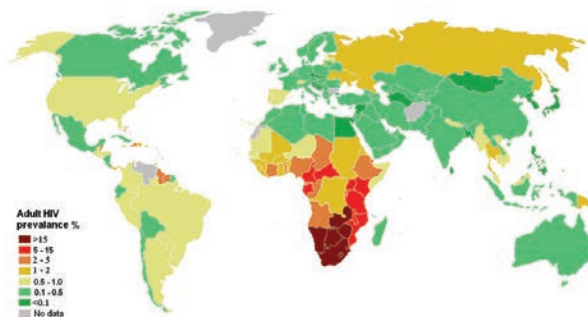 Adult HIV
prevalance %
>15
5 - 15
2 - 5
1 - 2
0.5 - 1.0
0.1 - 0.5
<0.1
No data